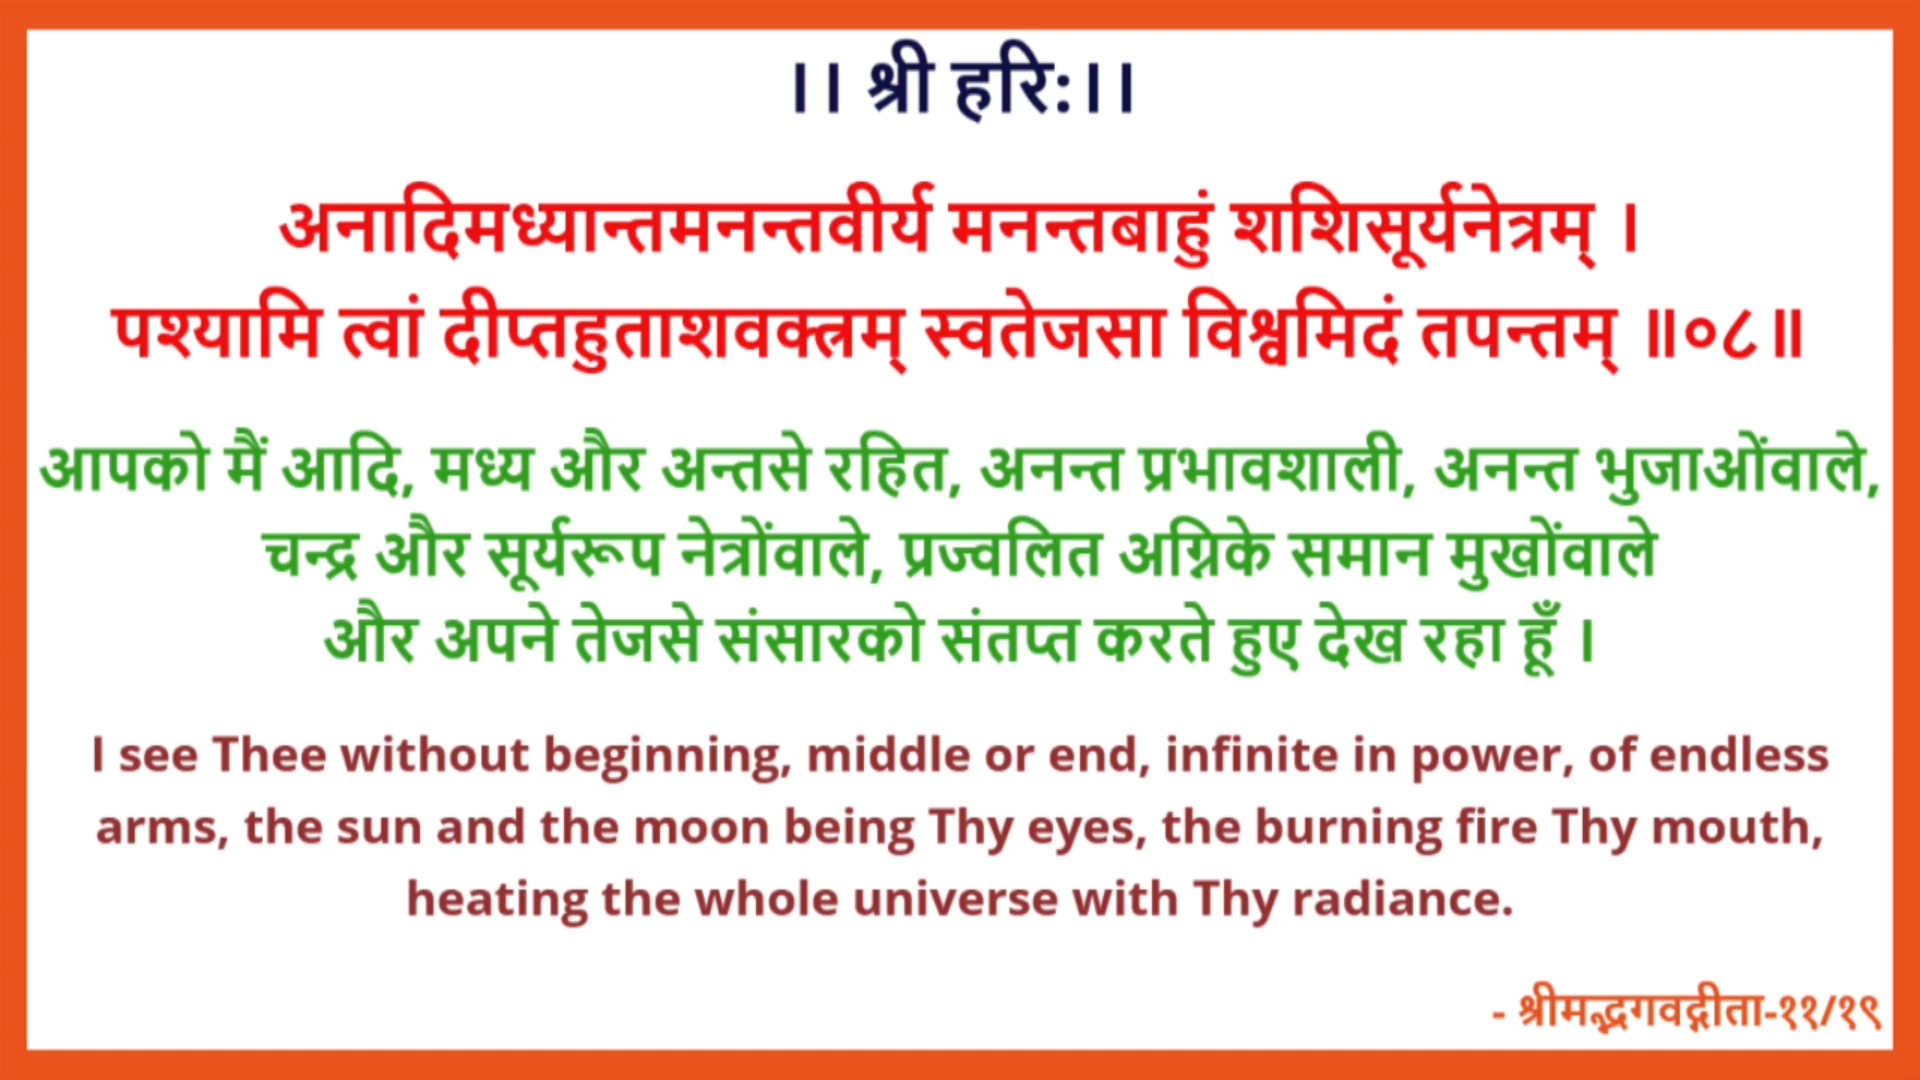 ।। श्री हरि:।।
अनादिमध्यान्तमनन्तवीर्य मनन्तबाहुं शशिसूर्यनेत्रम् ।
पश्यामि त्वां दीप्तहुताशवक्त्रम् स्वतेजसा विश्वमिदं तपन्तम् ॥०८॥
आपको मैं आदि, मध्य और अन्तसे रहित, अनन्त प्रभावशाली, अनन्त भुजाओंवाले,
चन्द्र और सूर्यरूप नेत्रोंवाले, प्रज्वलित अग्निके समान मुखोंवाले
और अपने तेजसे संसारको संतप्त करते हुए देख रहा हूँ ।
I see Thee without beginning, middle or end, infinite in power, of endless
arms, the sun and the moon being Thy eyes, the burning fire Thy mouth,
heating the whole universe with Thy radiance.
- श्रीमद्भगवद्गीता-११/१९